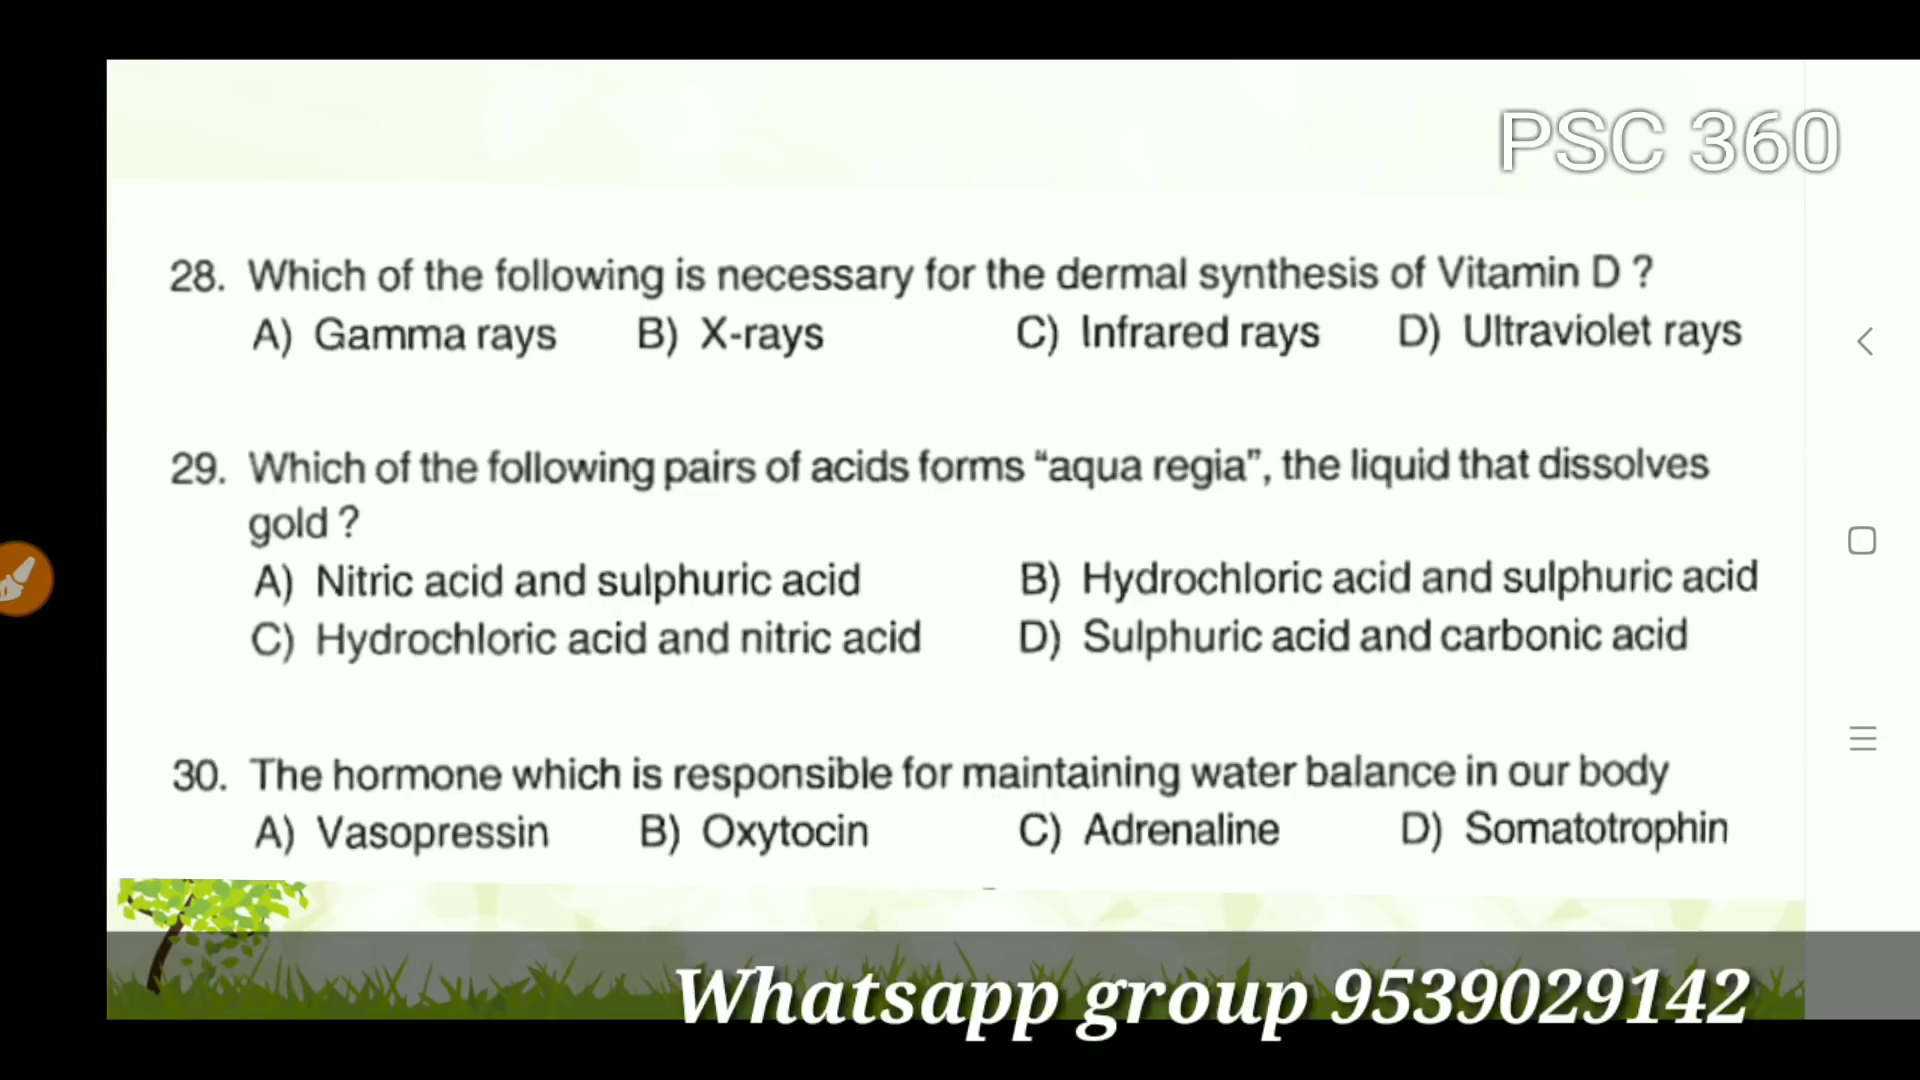 PSC 360
28. Which of the following is necessary for the dermal synthesis of Vitamin D ?
A) Gamma rays B) X-rays C) Infrared rays D) Ultraviolet rays
29. Which of the following pairs of acids forms “aqua regia”, the liquid that dissolves
gold ?
A) Nitric acid and sulphuric acid B) Hydrochloric acid and sulphuric acid
C) Hydrochloric acid and nitric acid D) Sulphuric acid and carbonic acid
30. The hormone which is responsible for maintaining water balance in our body
A) Vasopressin B) Oxytocin C) Adrenaline D) Somatotrophin
Whatsapp group 9539029142